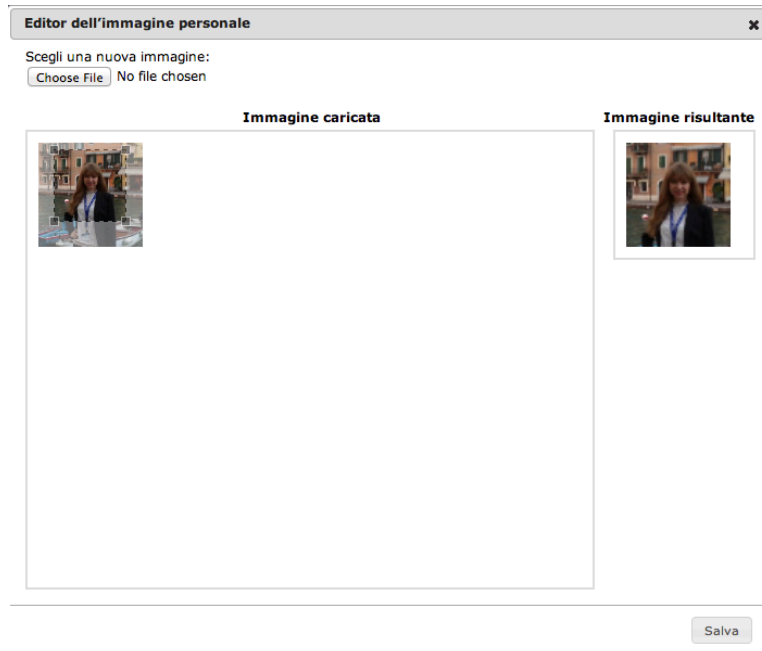 Editor dell’immagine personale
Scegli una nuova immagine:
Choose File No file chosen
Immagine caricata
Immagine risultante
Salva